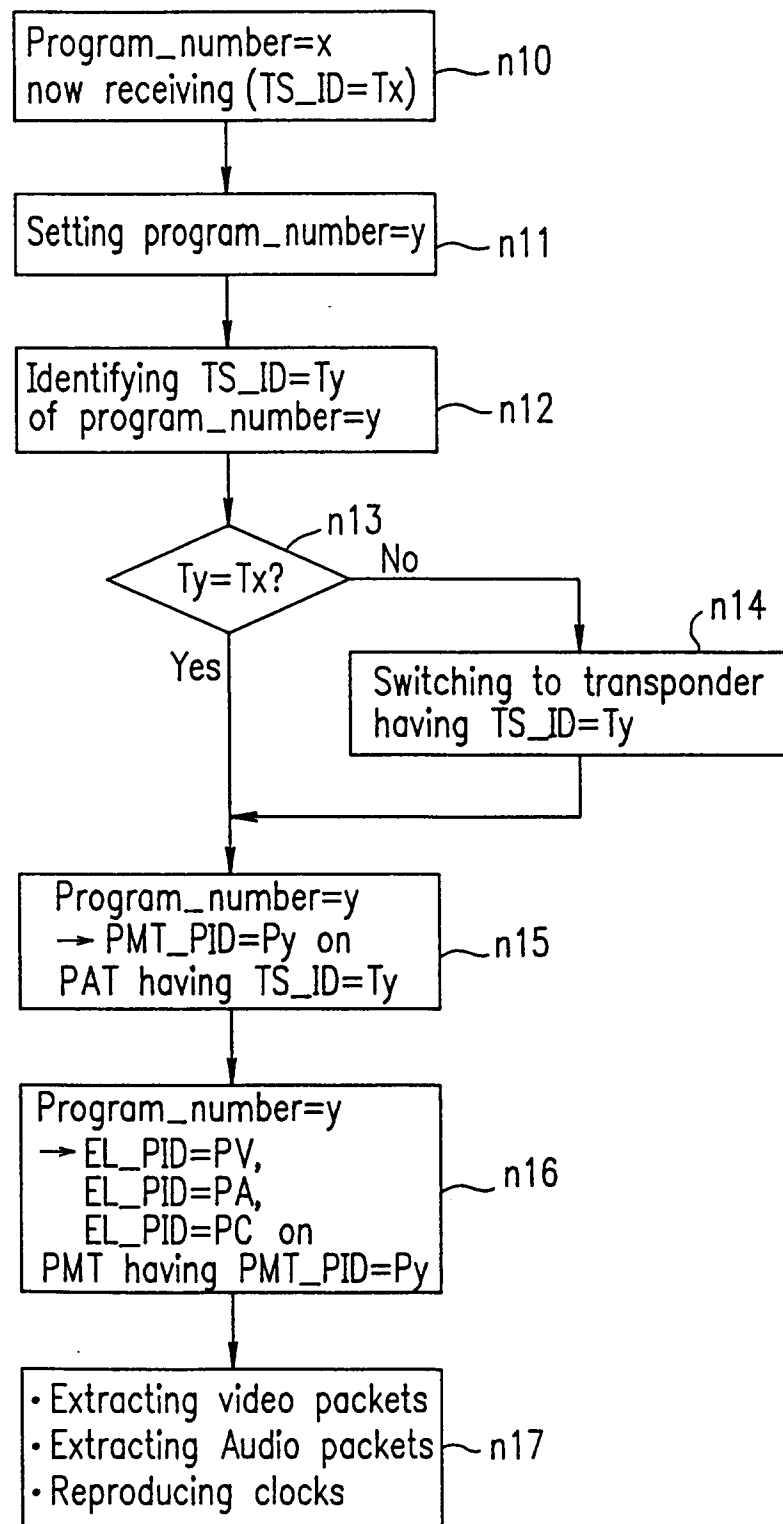 Program_number=x
now receiving (TS_ID=Tx)
n10
Setting program_number=y
n11
Identifying TS_ID=Ty
of program_number=y
n12
n13
Ty=Tx?
No
Yes
n14
Switching to transponder
having TS_ID=Ty
Program_number=y
→ PMT_PID=Py on
PAT having TS_ID=Ty
n15
Program_number=y
→ EL_PID=PV,
EL_PID=PA,
EL_PID=PC on
PMT having PMT_PID=Py
n16
• Extracting video packets
• Extracting Audio packets
• Reproducing clocks
n17